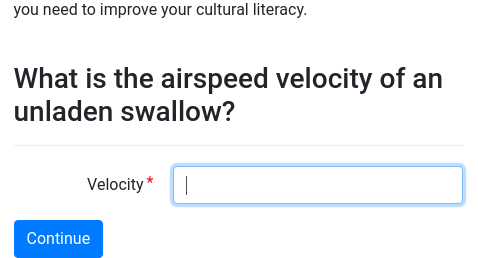 you need to improve your cultural literacy.
What is the airspeed velocity of an
unladen swallow?
Velocity *
Continue